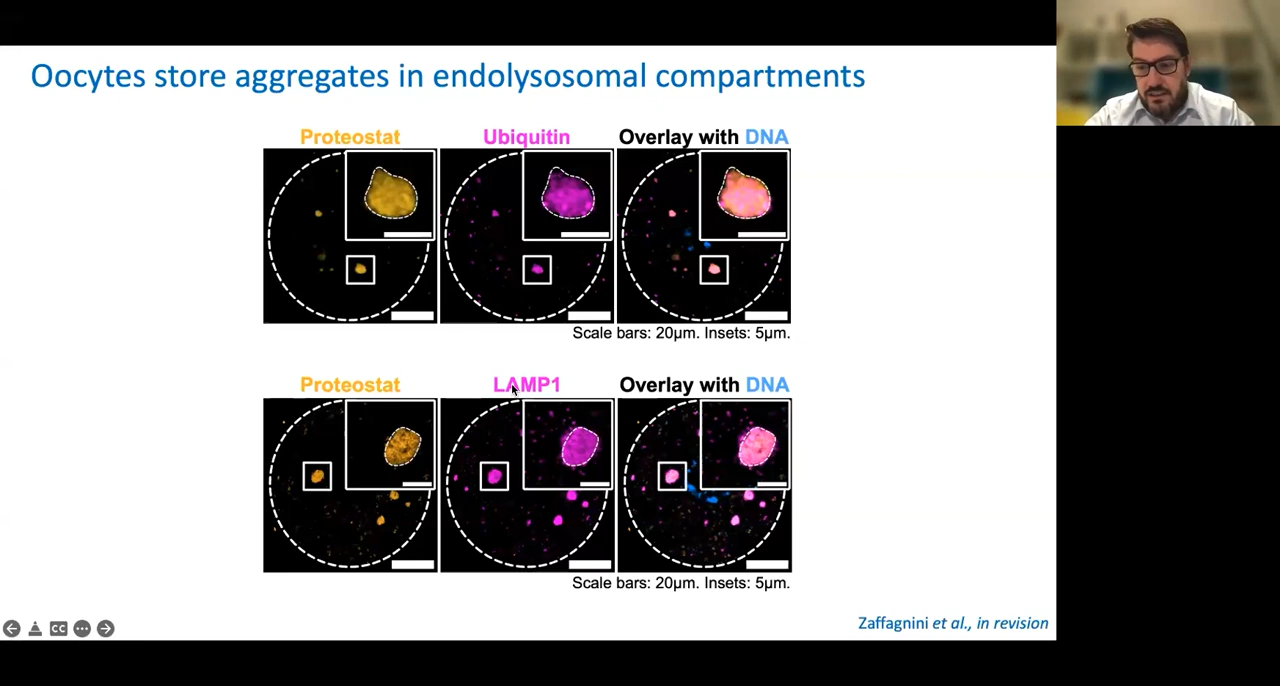 Oocytes store aggregates in endolysosomal compartments
Proteostat Ubiquitin Overlay with DNA
Scale bars: 20µm. Insets: 5µm.
Proteostat LAMP1 Overlay with DNA
Scale bars: 20µm. Insets: 5µm.
Zaffagnini et al., in revision
CC